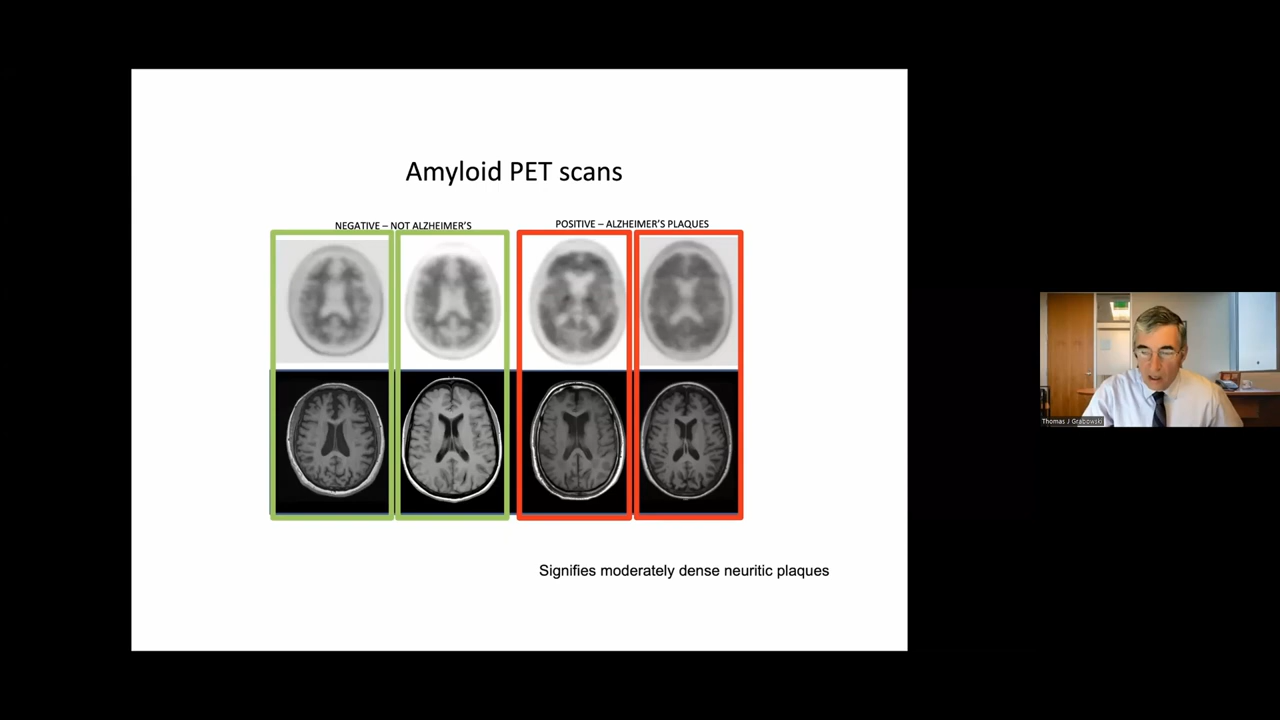 Amyloid PET scans
NEGATIVE – NOT ALZHEIMER'S
POSITIVE – ALZHEIMER'S PLAQUES
Signifies moderately dense neuritic plaques
Thomas J Grabowski